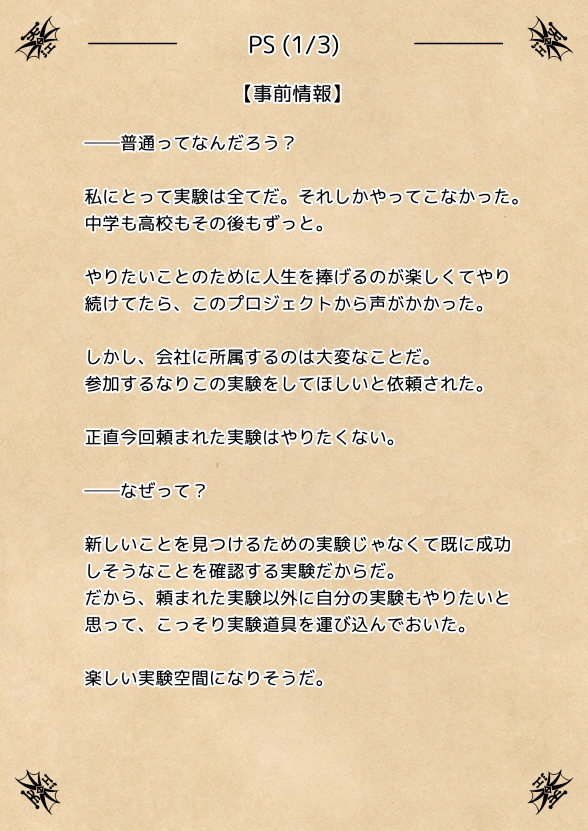 PS (1/3)
【事前情報】
――普通ってなんだろう？
私にとって実験は全てだ。それしかやってこなかった。
中学も高校もその後もずっと。
やりたいことのために人生を捧げるのが楽しくてやり
続けてたら、このプロジェクトから声がかかった。
しかし、会社に所属するのは大変なことだ。
参加するなりこの実験をしてほしいと依頼された。
正直今回頼まれた実験はやりたくない。
――なぜって？
新しいことを見つけるための実験じゃなくて既に成功
しそうなことを確認する実験だからだ。
だから、頼まれた実験以外に自分の実験もやりたいと
思って、こっそり実験道具を運び込んでおいた。
楽しい実験空間になりそうだ。